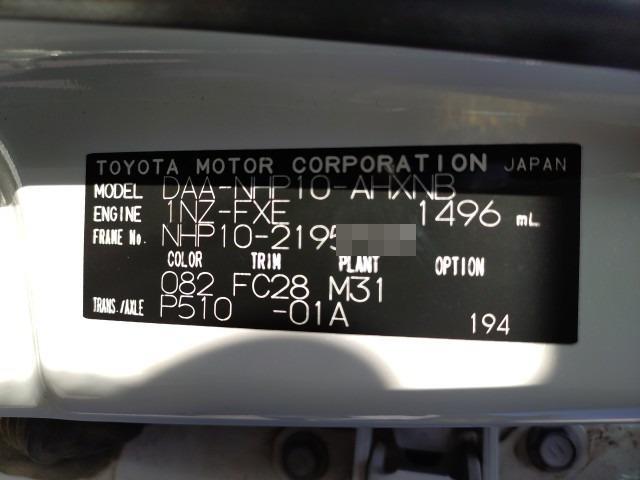 TOYOTA MOTOR CORPORATION JAPAN
MODEL DAA-NHP10-AHXNB
ENGINE 1NZ-FXE 1496 mL
FRAME No. NHP10-2195
COLOR TRIM PLANT OPTION
082 FC28 M31
TRANS./AXLE P510 -01A 194